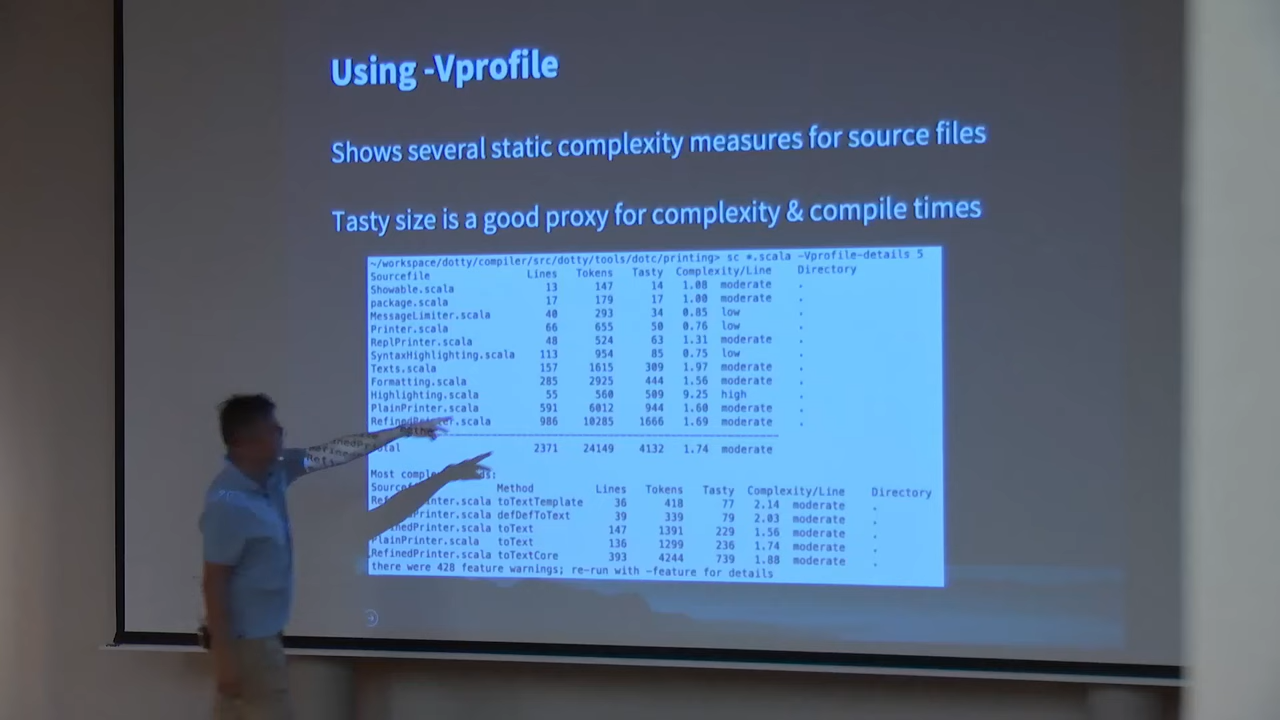 Using -Vprofile
Shows several static complexity measures for source files
Tasty size is a good proxy for complexity & compile times
~/workspace/dotty/compiler/src/dotty/tools/dotc/printing> sc *.scala -Vprofile-details 5
Sourcefile Lines Tokens Tasty Complexity/Line Directory
Showable.scala 13 147 14 1.08 moderate .
package.scala 17 179 17 1.00 moderate .
MessageLimiter.scala 40 293 34 0.85 low .
Printer.scala 66 655 50 0.76 low .
ReplPrinter.scala 48 524 63 1.31 moderate .
SyntaxHighlighting.scala 113 954 85 0.75 low .
Texts.scala 157 1615 309 1.97 moderate .
Formatting.scala 285 2925 444 1.56 moderate .
Highlighting.scala 55 560 509 9.25 high .
PlainPrinter.scala 591 6012 944 1.60 moderate .
RefinedPrinter.scala 986 10285 1666 1.69 moderate .
2371 24149 4132 1.74 moderate
Most
Method Lines Tokens Tasty Complexity/Line Directory
toTextTemplate 36 418 77 2.14 moderate .
defDefToText 39 339 79 2.03 moderate .
toText 147 1391 229 1.56 moderate .
PlainPrinter.scala toText 136 1299 236 1.74 moderate .
RefinedPrinter.scala toTextCore 393 4244 739 1.88 moderate .
there were 428 feature warnings; re-run with -feature for details